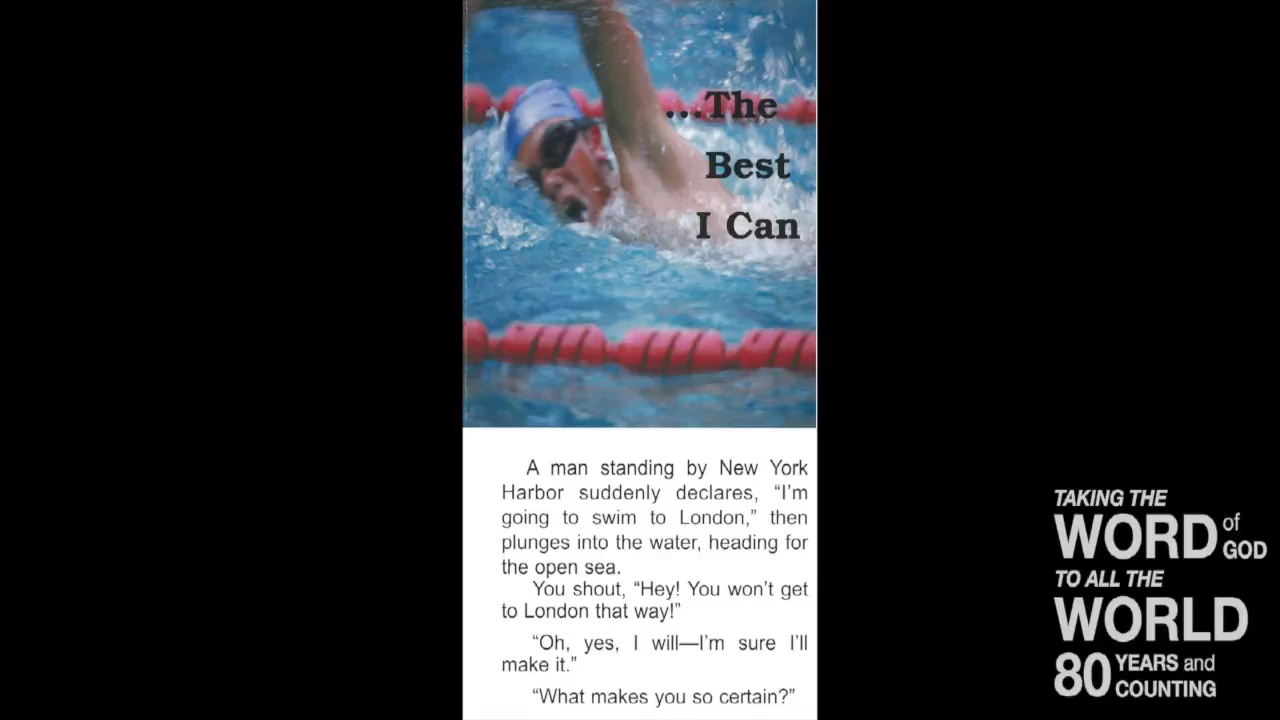 ...The
Best
I Can
A man standing by New York
Harbor suddenly declares, “I’m
going to swim to London,” then
plunges into the water, heading for
the open sea.
You shout, “Hey! You won’t get
to London that way!”
“Oh, yes, I will—I’m sure I’ll
make it.”
“What makes you so certain?”
TAKING THE
WORD of GOD
TO ALL THE
WORLD
80 YEARS and
COUNTING